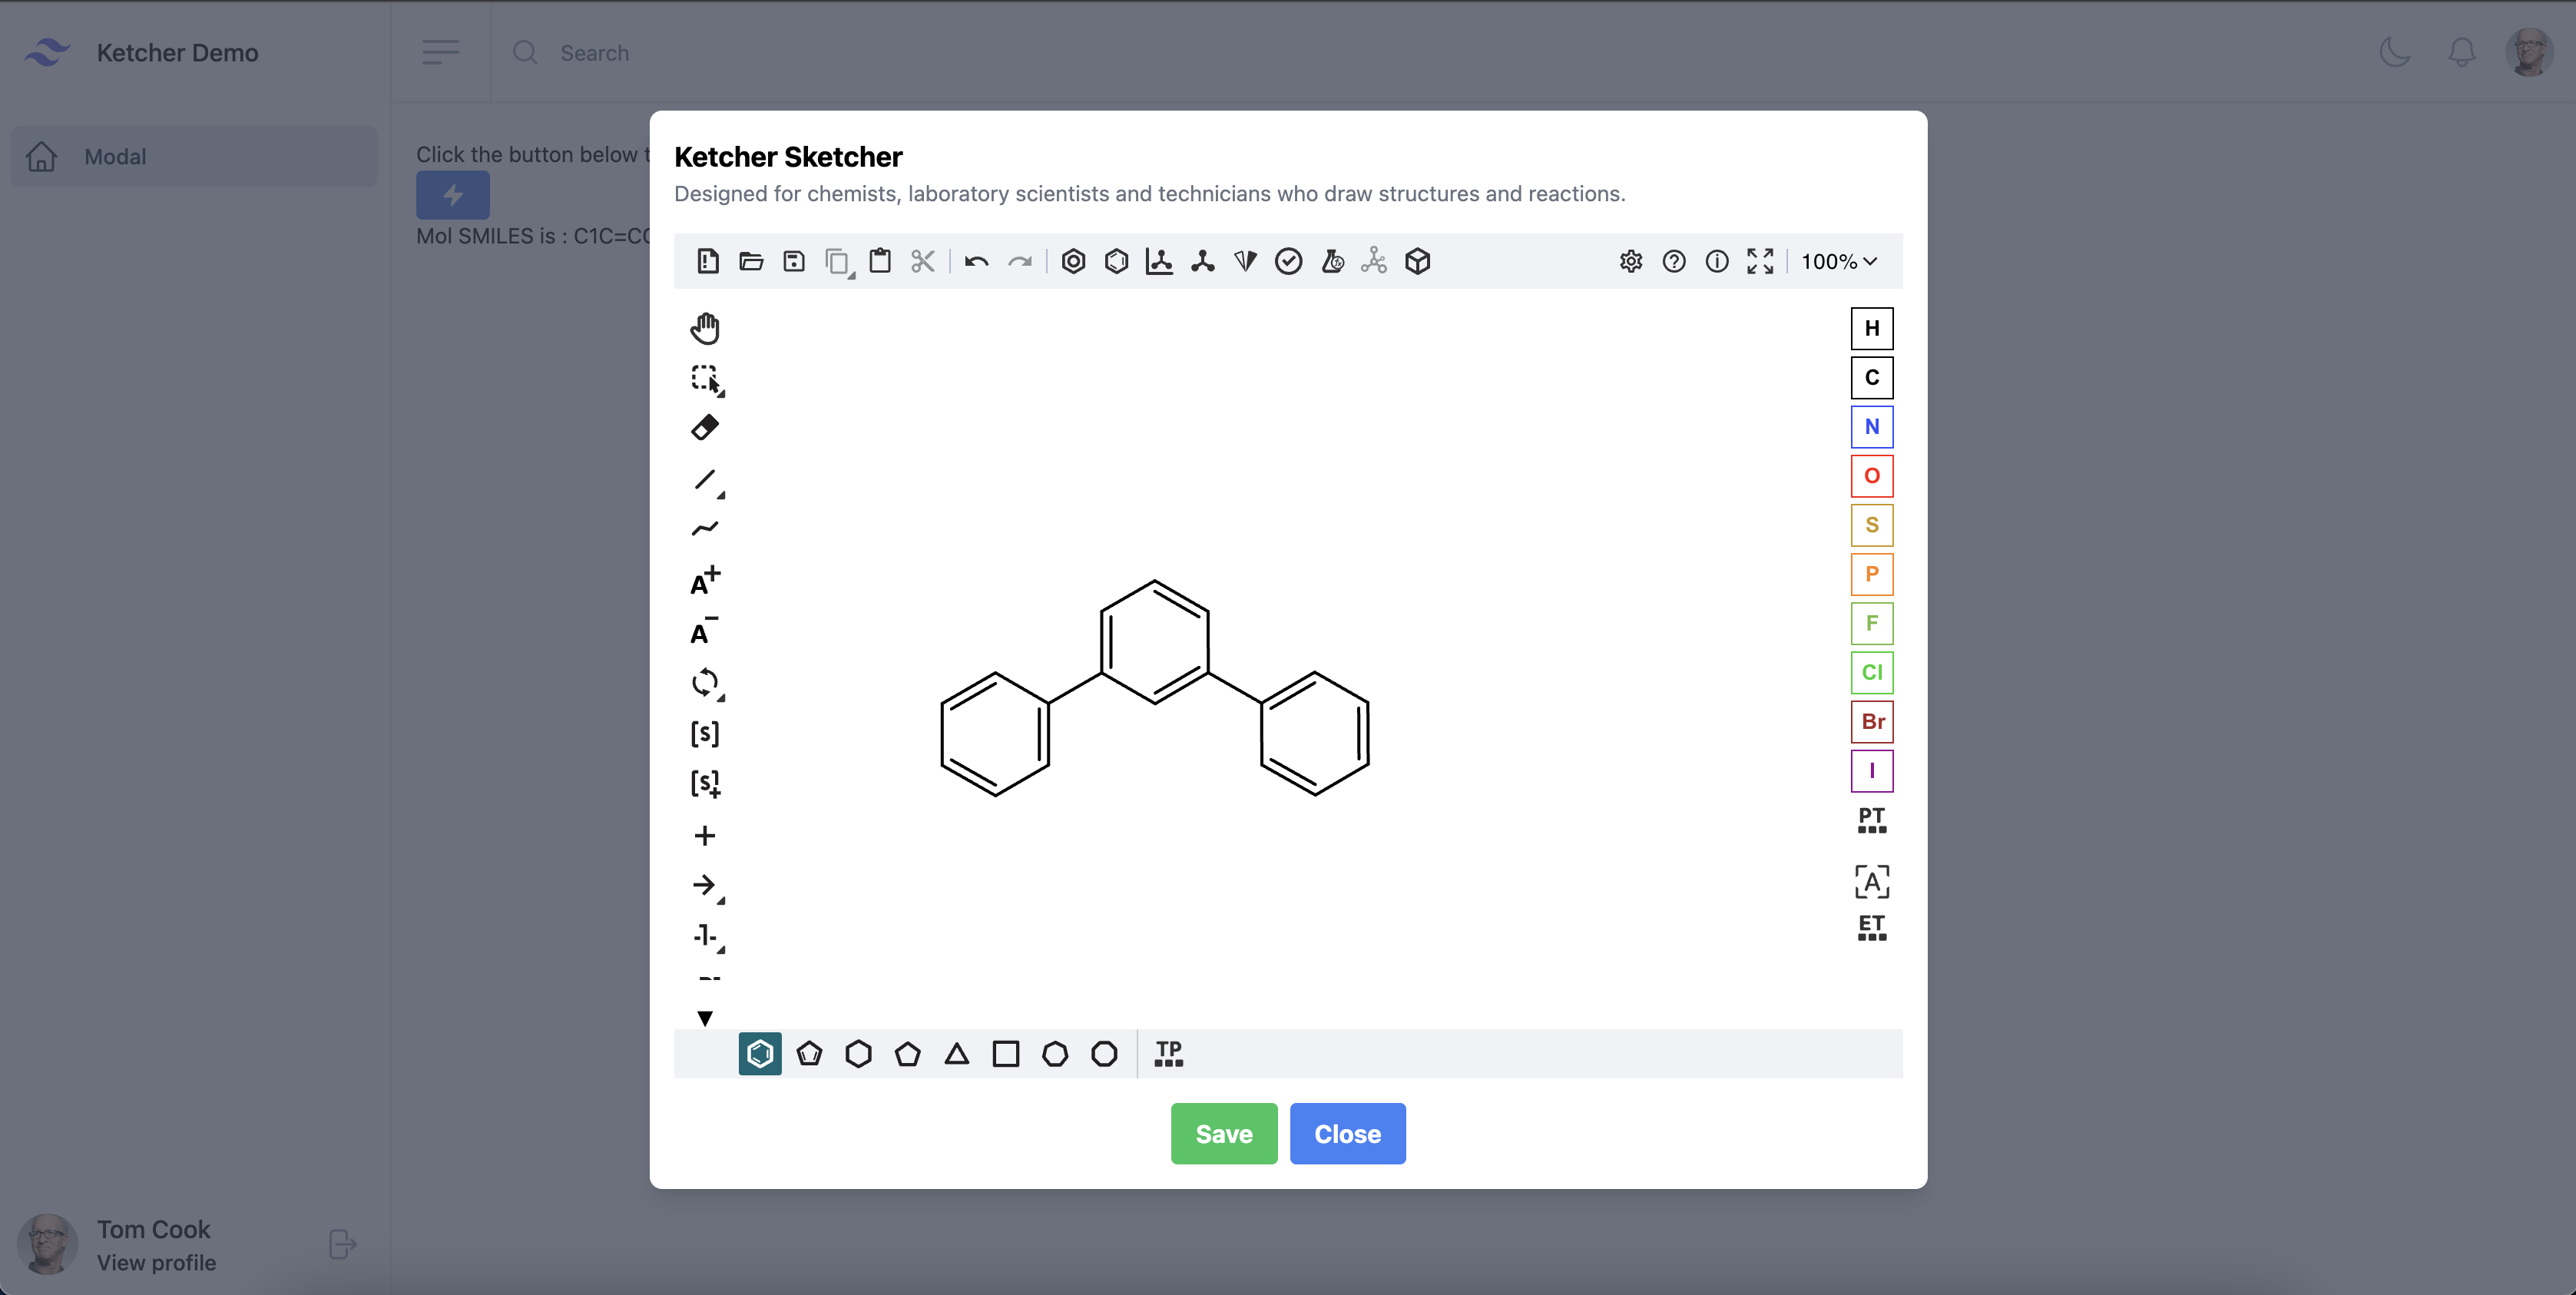 Ketcher Demo
Search
Modal
Click the button below t
Mol SMILES is : C1C=CC
Ketcher Sketcher
Designed for chemists, laboratory scientists and technicians who draw structures and reactions.
100%
H
C
N
O
S
P
F
Cl
Br
I
PT
A
ET
A+
A−
[S]
[S]+
-1-
TP
Save
Close
Tom Cook
View profile